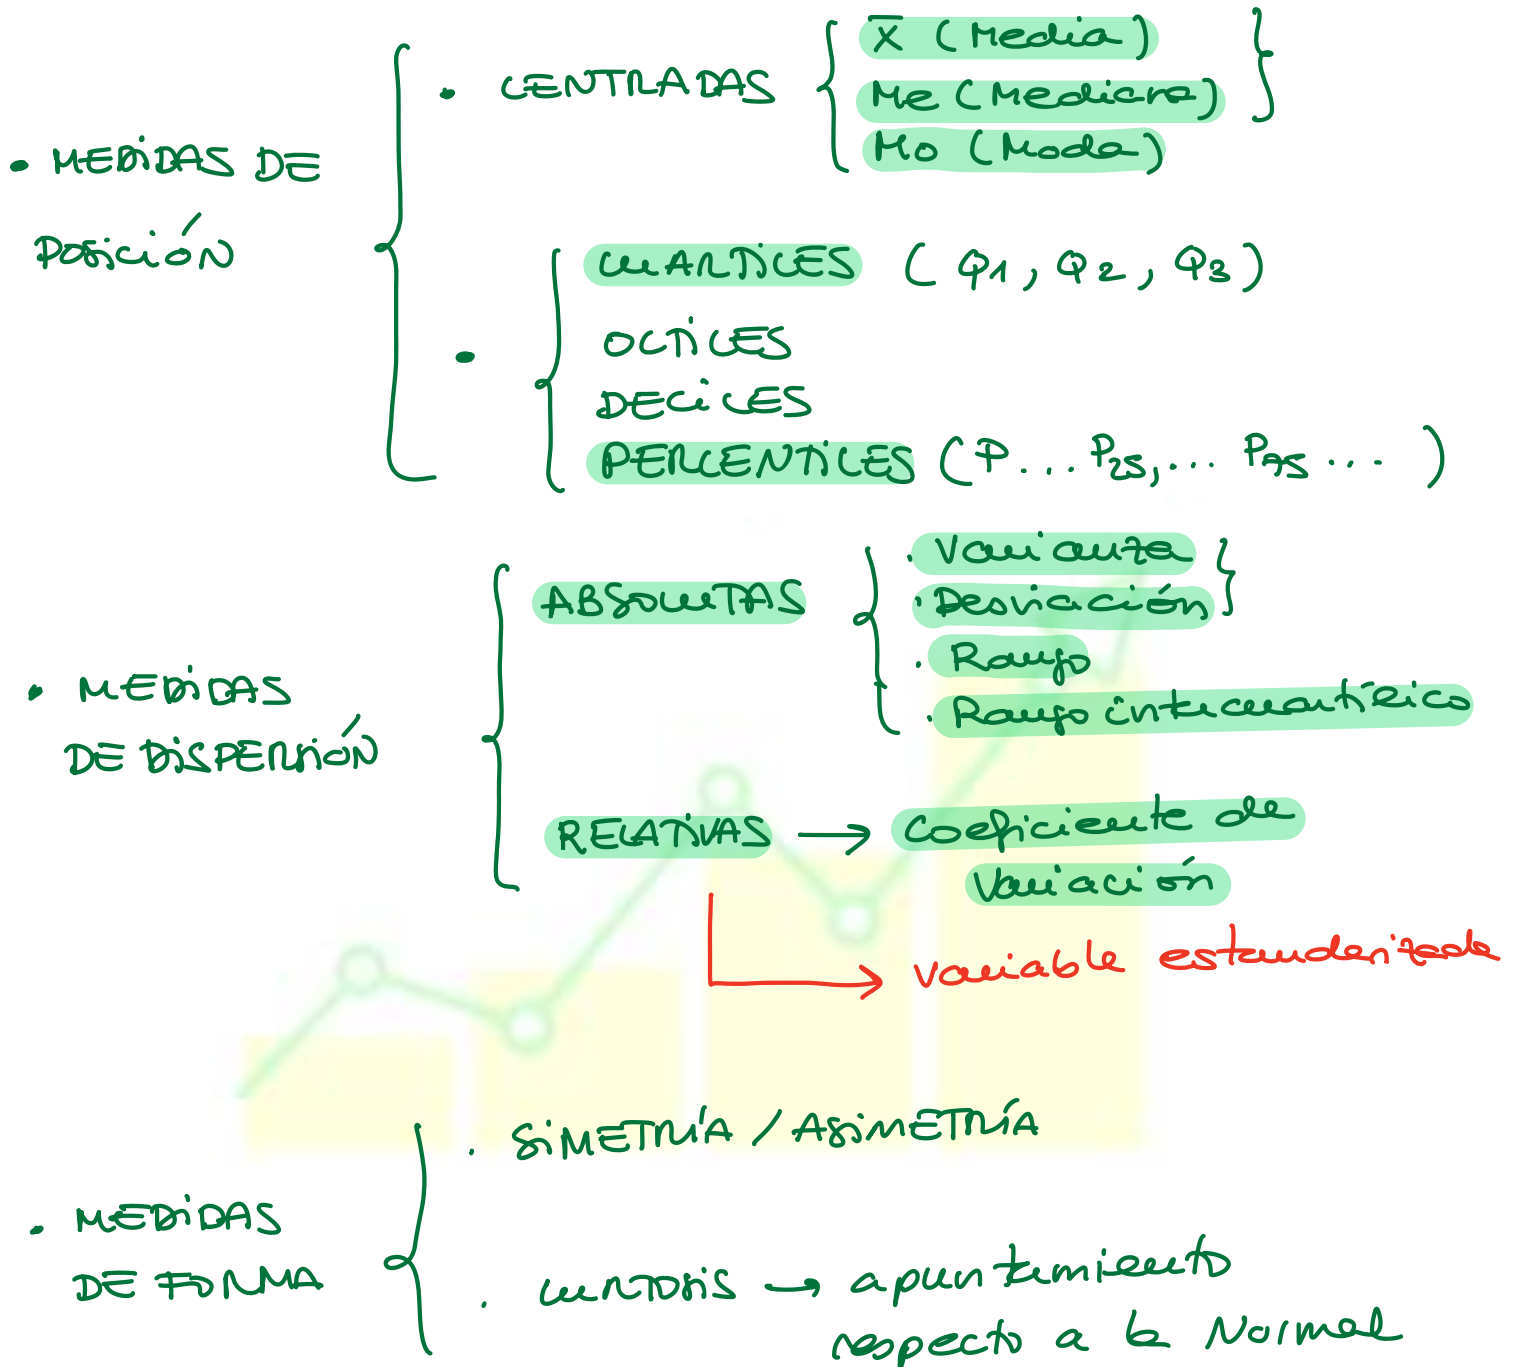 • MEDIDAS DE
POSICIÓN
• CENTRADAS
x̄ (Media)
Me (Mediana)
Mo (Moda)
•
CUARTILES (Q1, Q2, Q3)
OCTILES
DECILES
PERCENTILES (P... P25,... P75 ... )
• MEDIDAS
DE DISPERSIÓN
ABSOLUTAS
. Varianza
. Desviación
. Rango
. Rango intercuartílico
RELATIVAS → Coeficiente de
Variación
→ variable estandarizada
. MEDIDAS
DE FORMA
. SIMETRÍA / ASIMETRÍA
. CURTOSIS → apuntamiento
respecto a la Normal